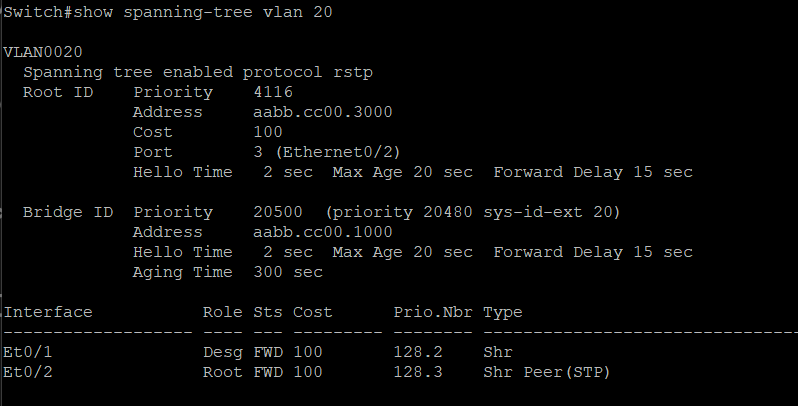 Switch#show spanning-tree vlan 20
VLAN0020
  Spanning tree enabled protocol rstp
  Root ID    Priority    4116
             Address     aabb.cc00.3000
             Cost        100
             Port        3 (Ethernet0/2)
             Hello Time   2 sec  Max Age 20 sec  Forward Delay 15 sec
  Bridge ID  Priority    20500  (priority 20480 sys-id-ext 20)
             Address     aabb.cc00.1000
             Hello Time   2 sec  Max Age 20 sec  Forward Delay 15 sec
             Aging Time  300 sec
Interface           Role Sts Cost      Prio.Nbr Type
------------------- ---- --- --------- -------- --------------------------------
Et0/1               Desg FWD 100       128.2    Shr
Et0/2               Root FWD 100       128.3    Shr Peer(STP)